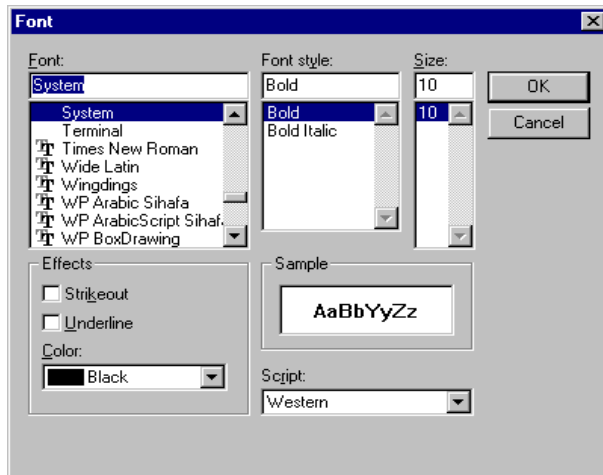 Font
Font: Font style: Size:
System Bold 10 OK
System Bold 10 Cancel
Terminal Bold Italic
Times New Roman
Wide Latin
Wingdings
WP Arabic Sihafa
WP ArabicScript Sihaf
WP BoxDrawing
Effects Sample
Strikeout
Underline
AaBbYyZz
Color:
Black
Script:
Western